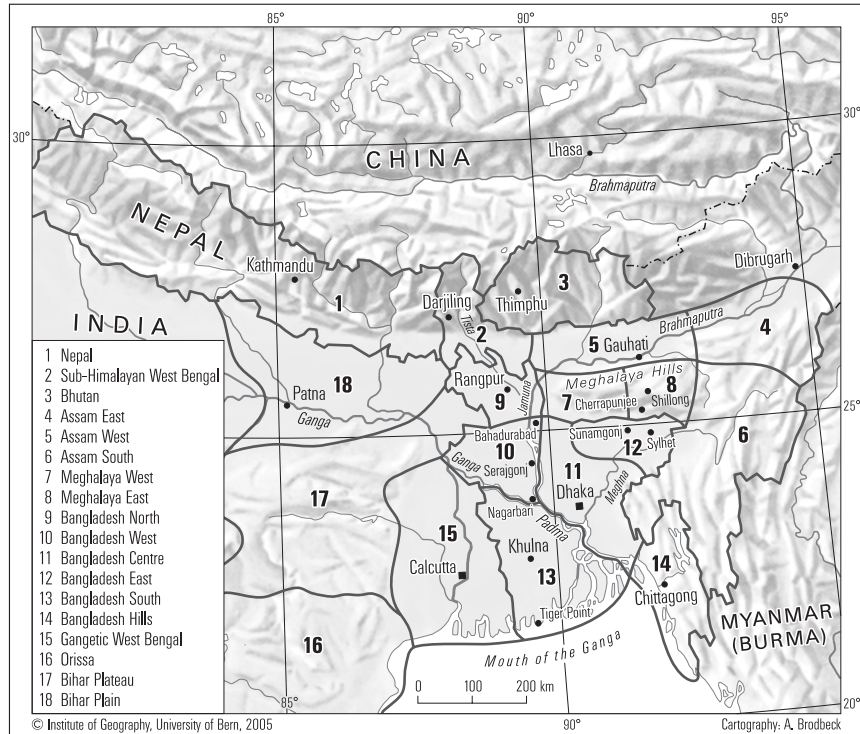 85°
90°
95°
30°
30°
CHINA
Lhasa
Brahmaputra
NEPAL
Kathmandu
Dibrugarh
Darjiling
Thimphu
3
1
Tista
2
INDIA
Brahmaputra
5
Gauhati
4
1 Nepal
2 Sub-Himalayan West Bengal
3 Bhutan
4 Assam East
5 Assam West
6 Assam South
7 Meghalaya West
8 Meghalaya East
9 Bangladesh North
10 Bangladesh West
11 Bangladesh Centre
12 Bangladesh East
13 Bangladesh South
14 Bangladesh Hills
15 Gangetic West Bengal
16 Orissa
17 Bihar Plateau
18 Bihar Plain
18
Patna
Ganga
Rangpur
9
Jamuna
Meghalaya Hills
7
8
Cherrapunjee
Shillong
25°
Bahadurabad
Sunamgonj
Sylhet
12
6
10
Ganga
Serajgonj
11
Meghna
Dhaka
Nagarbari
Padma
17
15
Khulna
Calcutta
13
14
Chittagong
Tiger Point
MYANMAR
(BURMA)
16
Mouth of the Ganga
0 100 200 km
85°
90°
20°
© Institute of Geography, University of Bern, 2005
Cartography: A. Brodbeck